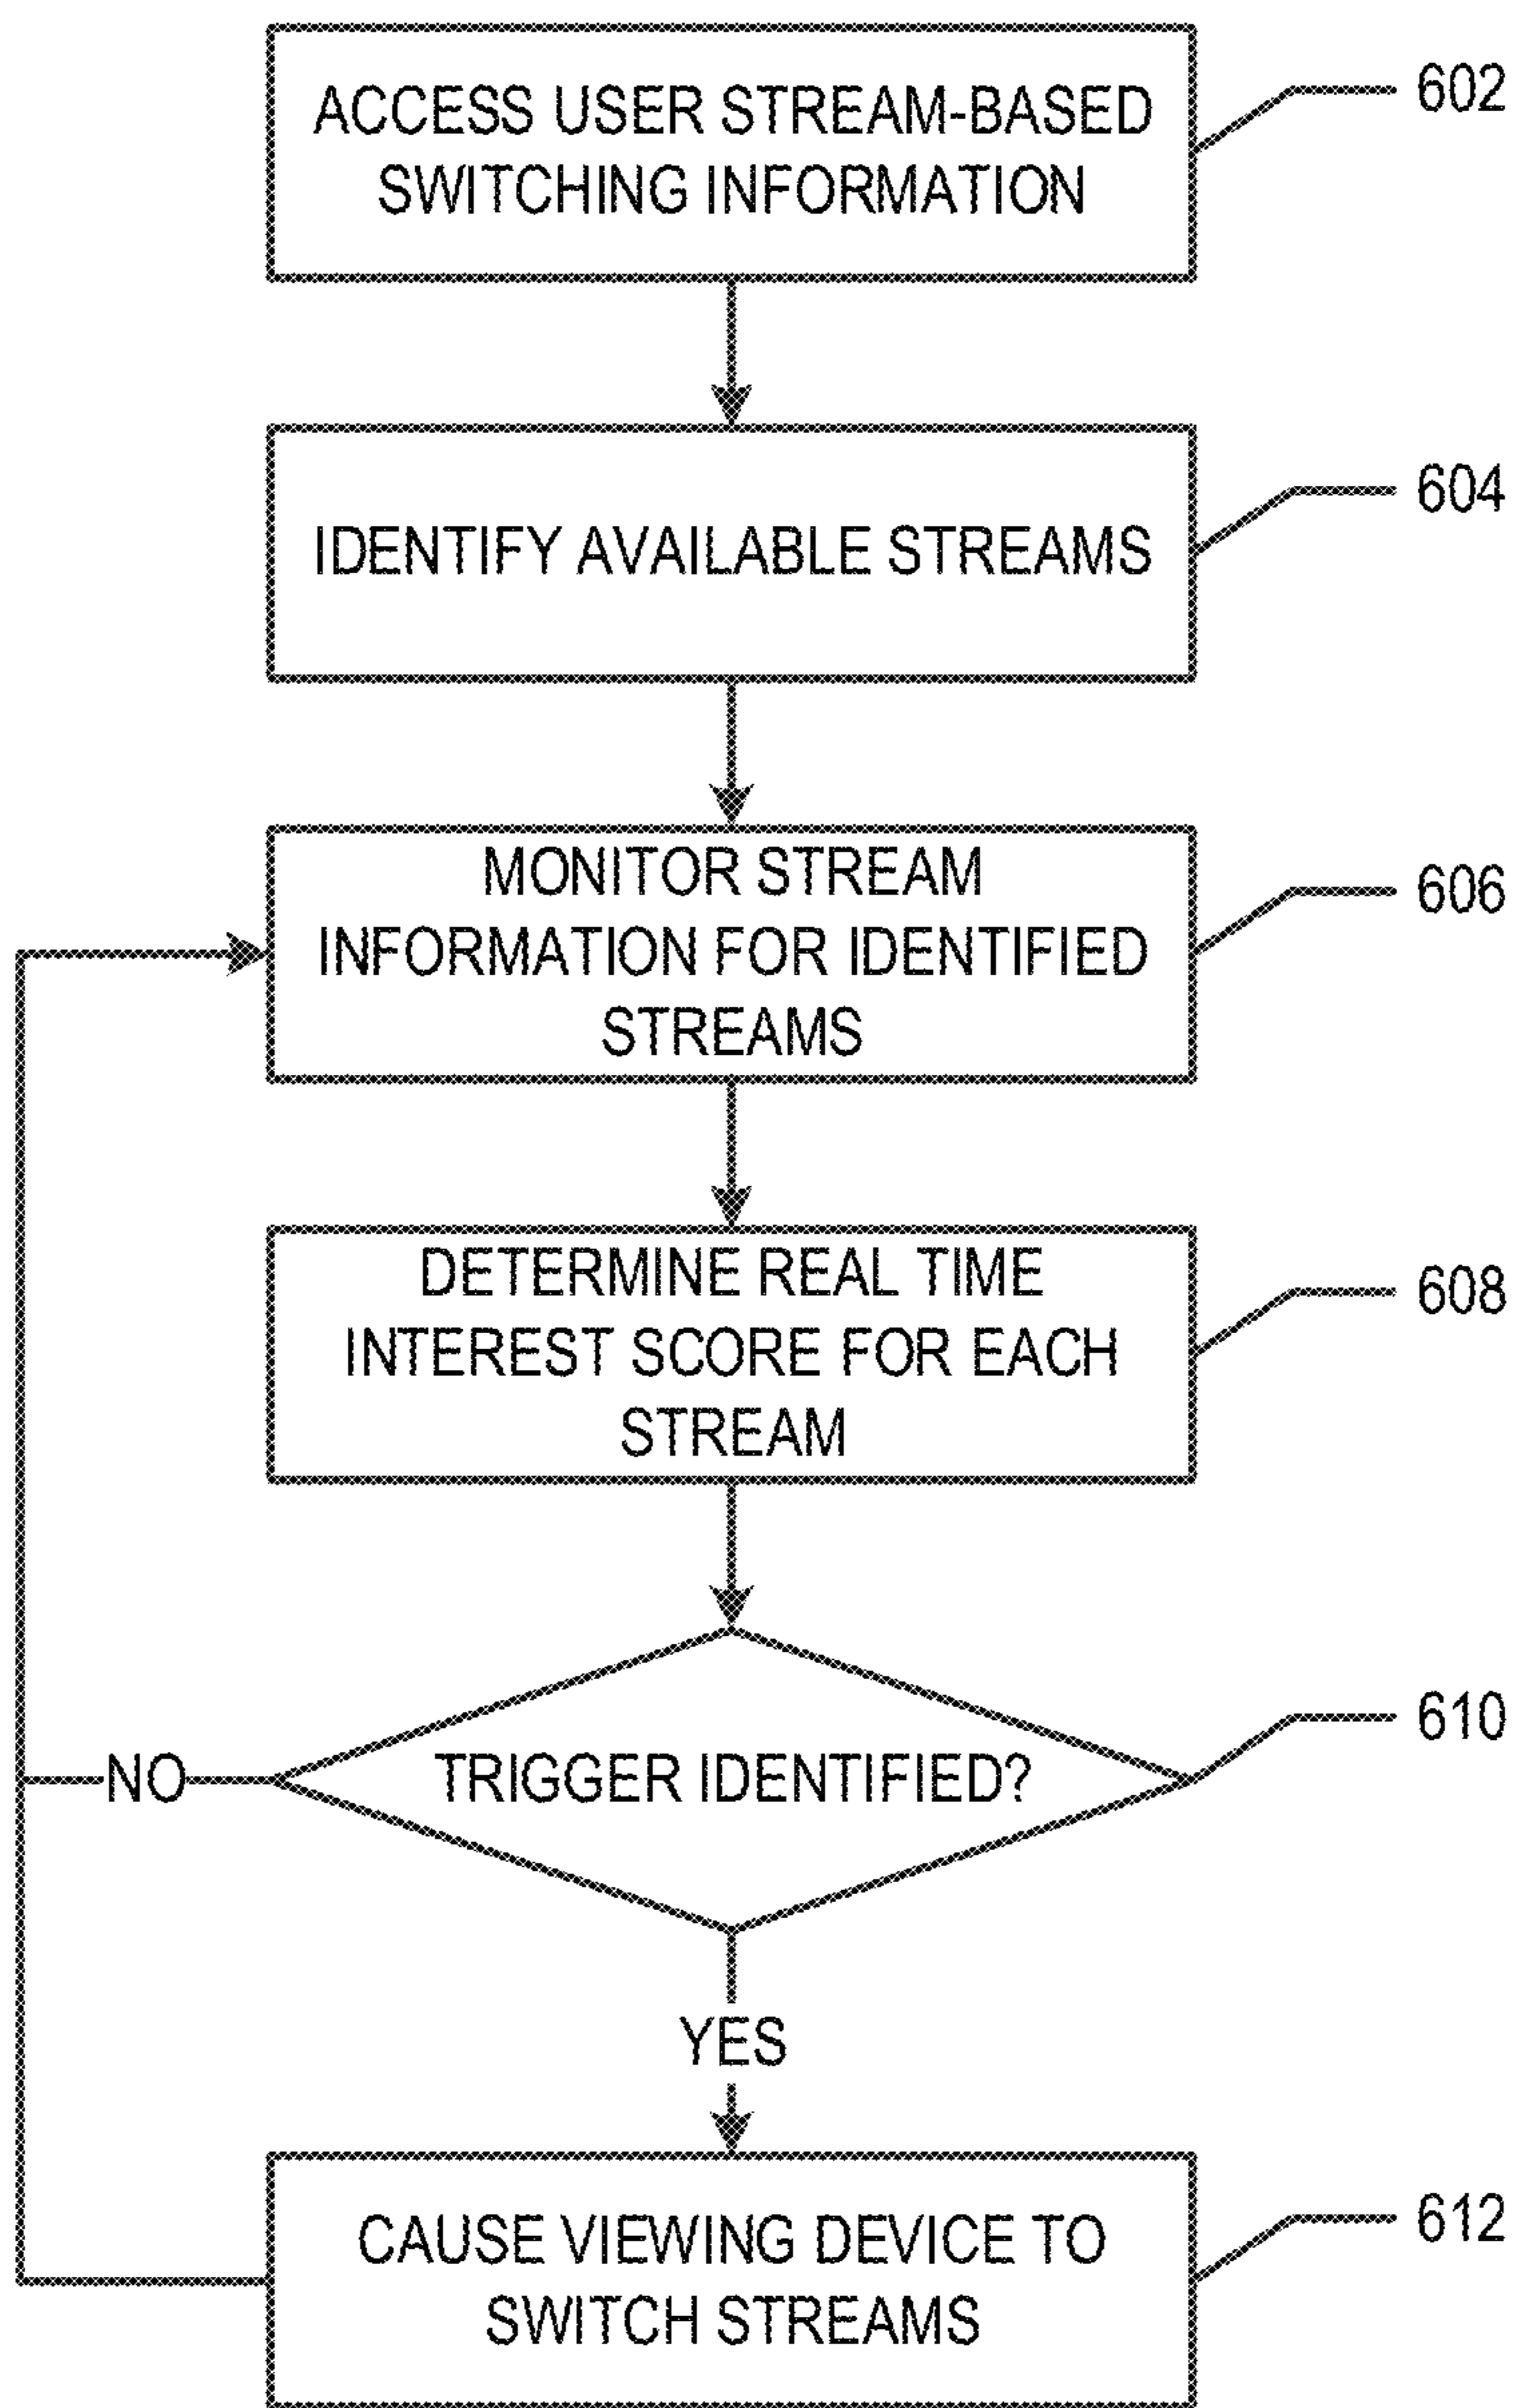 ACCESS USER STREAM-BASED
SWITCHING INFORMATION
602
IDENTIFY AVAILABLE STREAMS
604
MONITOR STREAM
INFORMATION FOR IDENTIFIED
STREAMS
606
DETERMINE REAL TIME
INTEREST SCORE FOR EACH
STREAM
608
TRIGGER IDENTIFIED?
610
NO
YES
CAUSE VIEWING DEVICE TO
SWITCH STREAMS
612